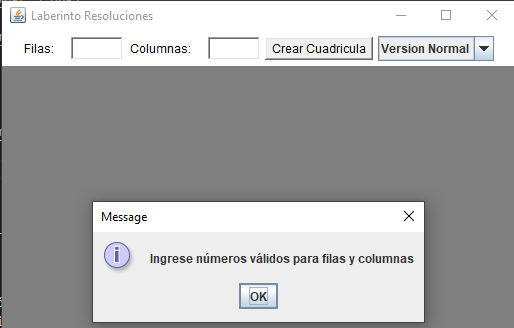 Laberinto Resoluciones
Filas: Columnas: Crear Cuadricula Version Normal
Message
Ingrese números válidos para filas y columnas
OK